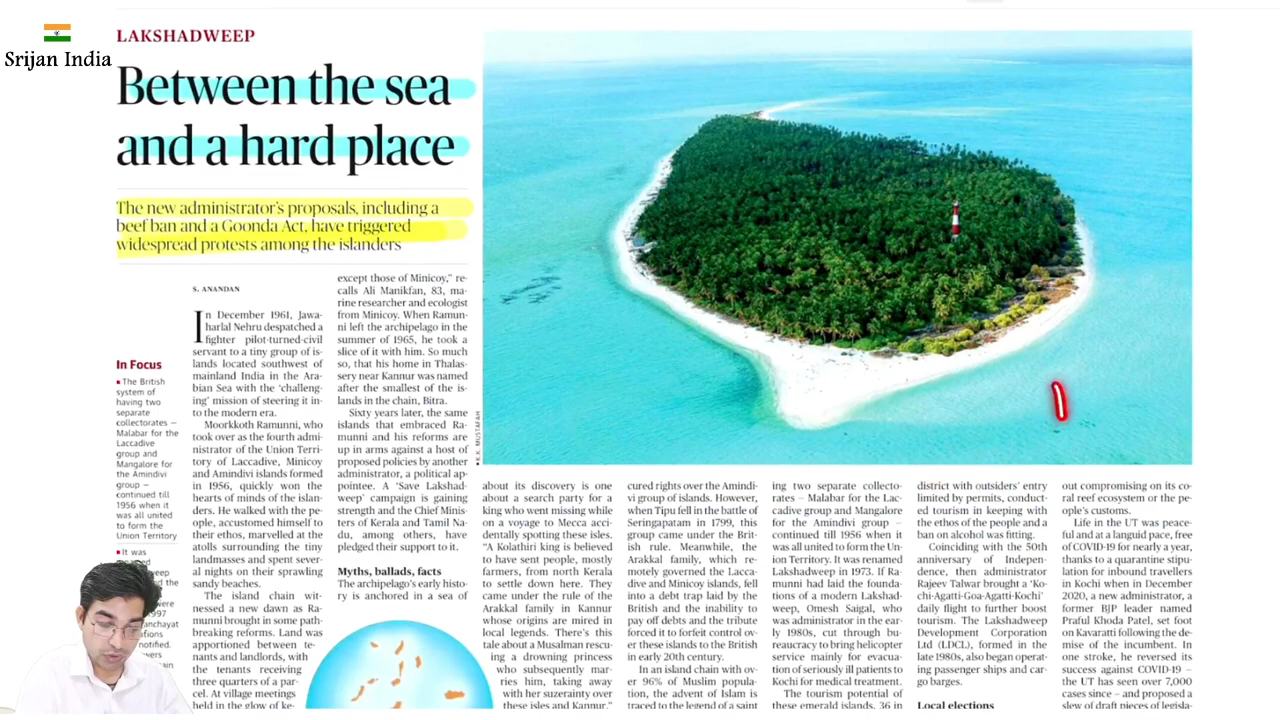 Srijan India
LAKSHADWEEP
Between the sea
and a hard place
The new administrator's proposals, including a
beef ban and a Goonda Act, have triggered
widespread protests among the islanders
In Focus
■ The British
system of
having two
separate
collectorates –
Malabar for the
Laccadive
group and
Mangalore for
the Amindivi
group –
continued till
1956 when it
was all united
to form the
Union Territory
■ It was
S. ANANDAN
In December 1961, Jawa-
harlal Nehru despatched a
fighter pilot-turned-civil
servant to a tiny group of is-
lands located southwest of
mainland India in the Ara-
bian Sea with the 'challeng-
ing' mission of steering it in-
to the modern era.
Moorkkoth Ramunni, who
took over as the fourth admi-
nistrator of the Union Terri-
tory of Laccadive, Minicoy
and Amindivi islands formed
in 1956, quickly won the
hearts of minds of the islan-
ders. He walked with the peo-
ple, accustomed himself to
their ethos, marvelled at the
atolls surrounding the tiny
landmasses and spent sever-
al nights on their sprawling
sandy beaches.
The island chain wit-
nessed a new dawn as Ra-
munni brought in some path-
breaking reforms. Land was
apportioned between te-
nants and landlords, with
the tenants receiving
three quarters of a par-
cel. At village meetings
held in the glow of ke-
except those of Minicoy," re-
calls Ali Manikfan, 83, ma-
rine researcher and ecologist
from Minicoy. When Ramun-
ni left the archipelago in the
summer of 1965, he took a
slice of it with him. So much
so, that his home in Thalas-
sery near Kannur was named
after the smallest of the is-
lands in the chain, Bitra.
Sixty years later, the same
islands that embraced Ra-
munni and his reforms are
up in arms against a host of
proposed policies by another
administrator, a political ap-
pointee. A 'Save Lakshad-
weep' campaign is gaining
strength and the Chief Minis-
ters of Kerala and Tamil Na-
du, among others, have
pledged their support to it.
Myths, ballads, facts
The archipelago's early histo-
ry is anchored in a sea of
■ K.K. MUSTAFAH
about its discovery is one
about a search party for a
king who went missing while
on a voyage to Mecca acci-
dentally spotting these isles.
"A Kolathiri king is believed
to have sent people, mostly
farmers, from north Kerala
to settle down here. They
came under the rule of the
Arakkal family in Kannur
whose origins are mired in
local legends. There's this
tale about a Musalman rescu-
ing a drowning princess
who subsequently mar-
ries him, taking away
with her suzerainty over
these isles and Kannur,"
cured rights over the Amindi-
vi group of islands. However,
when Tipu fell in the battle of
Seringapatam in 1799, this
group came under the Brit-
ish rule. Meanwhile, the
Arakkal family, which re-
motely governed the Lacca-
dive and Minicoy islands, fell
into a debt trap laid by the
British and the inability to
pay off debts and the tribute
forced it to forfeit control ov-
er these islands to the British
in early 20th century.
In an island chain with ov-
er 96% of Muslim popula-
tion, the advent of Islam is
traced to the legend of a saint
ing two separate collecto-
rates – Malabar for the Lac-
cadive group and Mangalore
for the Amindivi group –
continued till 1956 when it
was all united to form the Un-
ion Territory. It was renamed
Lakshadweep in 1973. If Ra-
munni had laid the founda-
tions of a modern Lakshad-
weep, Omesh Saigal, who
was administrator in the ear-
ly 1980s, cut through bu-
reaucracy to bring helicopter
service mainly for evacua-
tion of seriously ill patients to
Kochi for medical treatment.
The tourism potential of
these emerald islands, 36 in
district with outsiders' entry
limited by permits, conduct-
ed tourism in keeping with
the ethos of the people and a
ban on alcohol was fitting.
Coinciding with the 50th
anniversary of Indepen-
dence, then administrator
Rajeev Talwar brought a 'Ko-
chi-Agatti-Goa-Agatti-Kochi'
daily flight to further boost
tourism. The Lakshadweep
Development Corporation
Ltd (LDCL), formed in the
late 1980s, also began operat-
ing passenger ships and car-
go barges.
Local elections
out compromising on its co-
ral reef ecosystem or the peo-
ple's customs.
Life in the UT was peace-
ful and at a languid pace, free
of COVID-19 for nearly a year,
thanks to a quarantine stipu-
lation for inbound travellers
in Kochi when in December
2020, a new administrator, a
former BJP leader named
Praful Khoda Patel, set foot
on Kavaratti following the de-
mise of the incumbent. In
one stroke, he reversed its
success against COVID-19 –
the UT has seen over 7,000
cases since – and proposed a
slew of draft pieces of legisla-